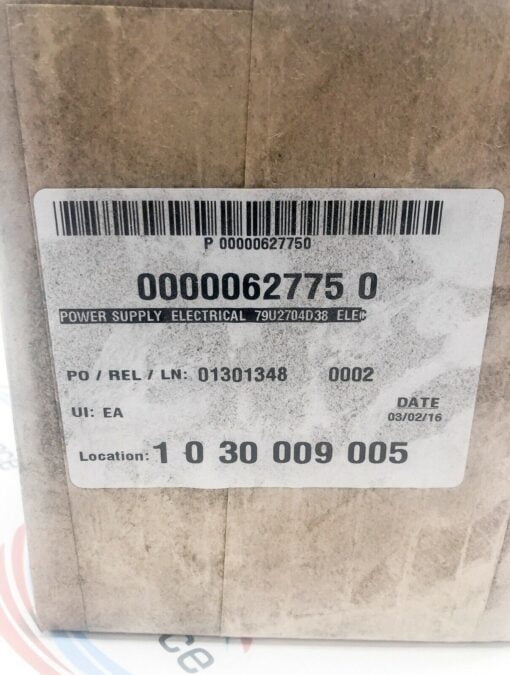 P 00000627750
0000062775 0
POWER SUPPLY ELECTRICAL 79U2704D38 ELEC
PO / REL / LN: 01301348 0002
UI: EA
DATE
03/02/16
Location: 1 0 30 009 005
ce